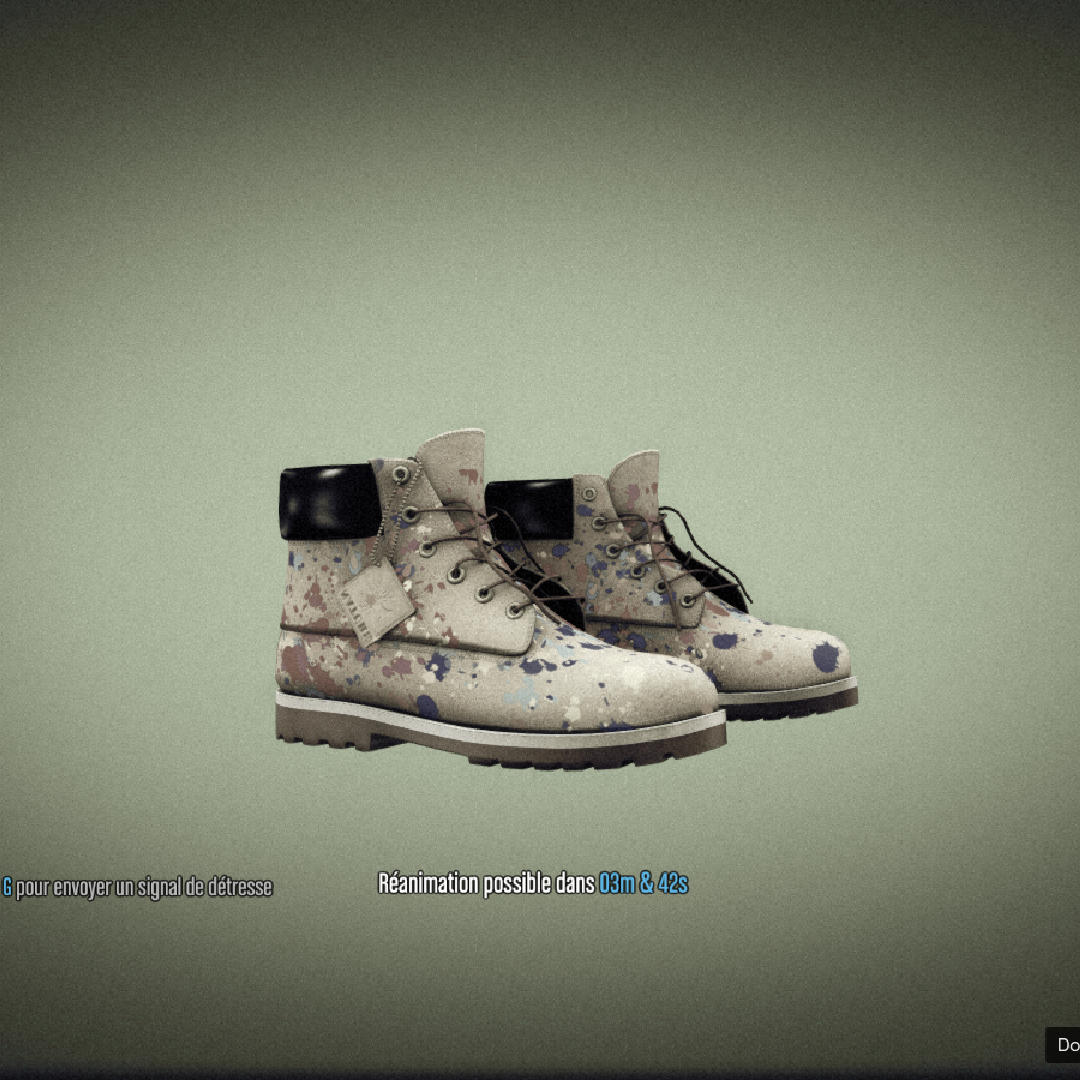 G pour envoyer un signal de détresse
Réanimation possible dans 03m & 42s
Do